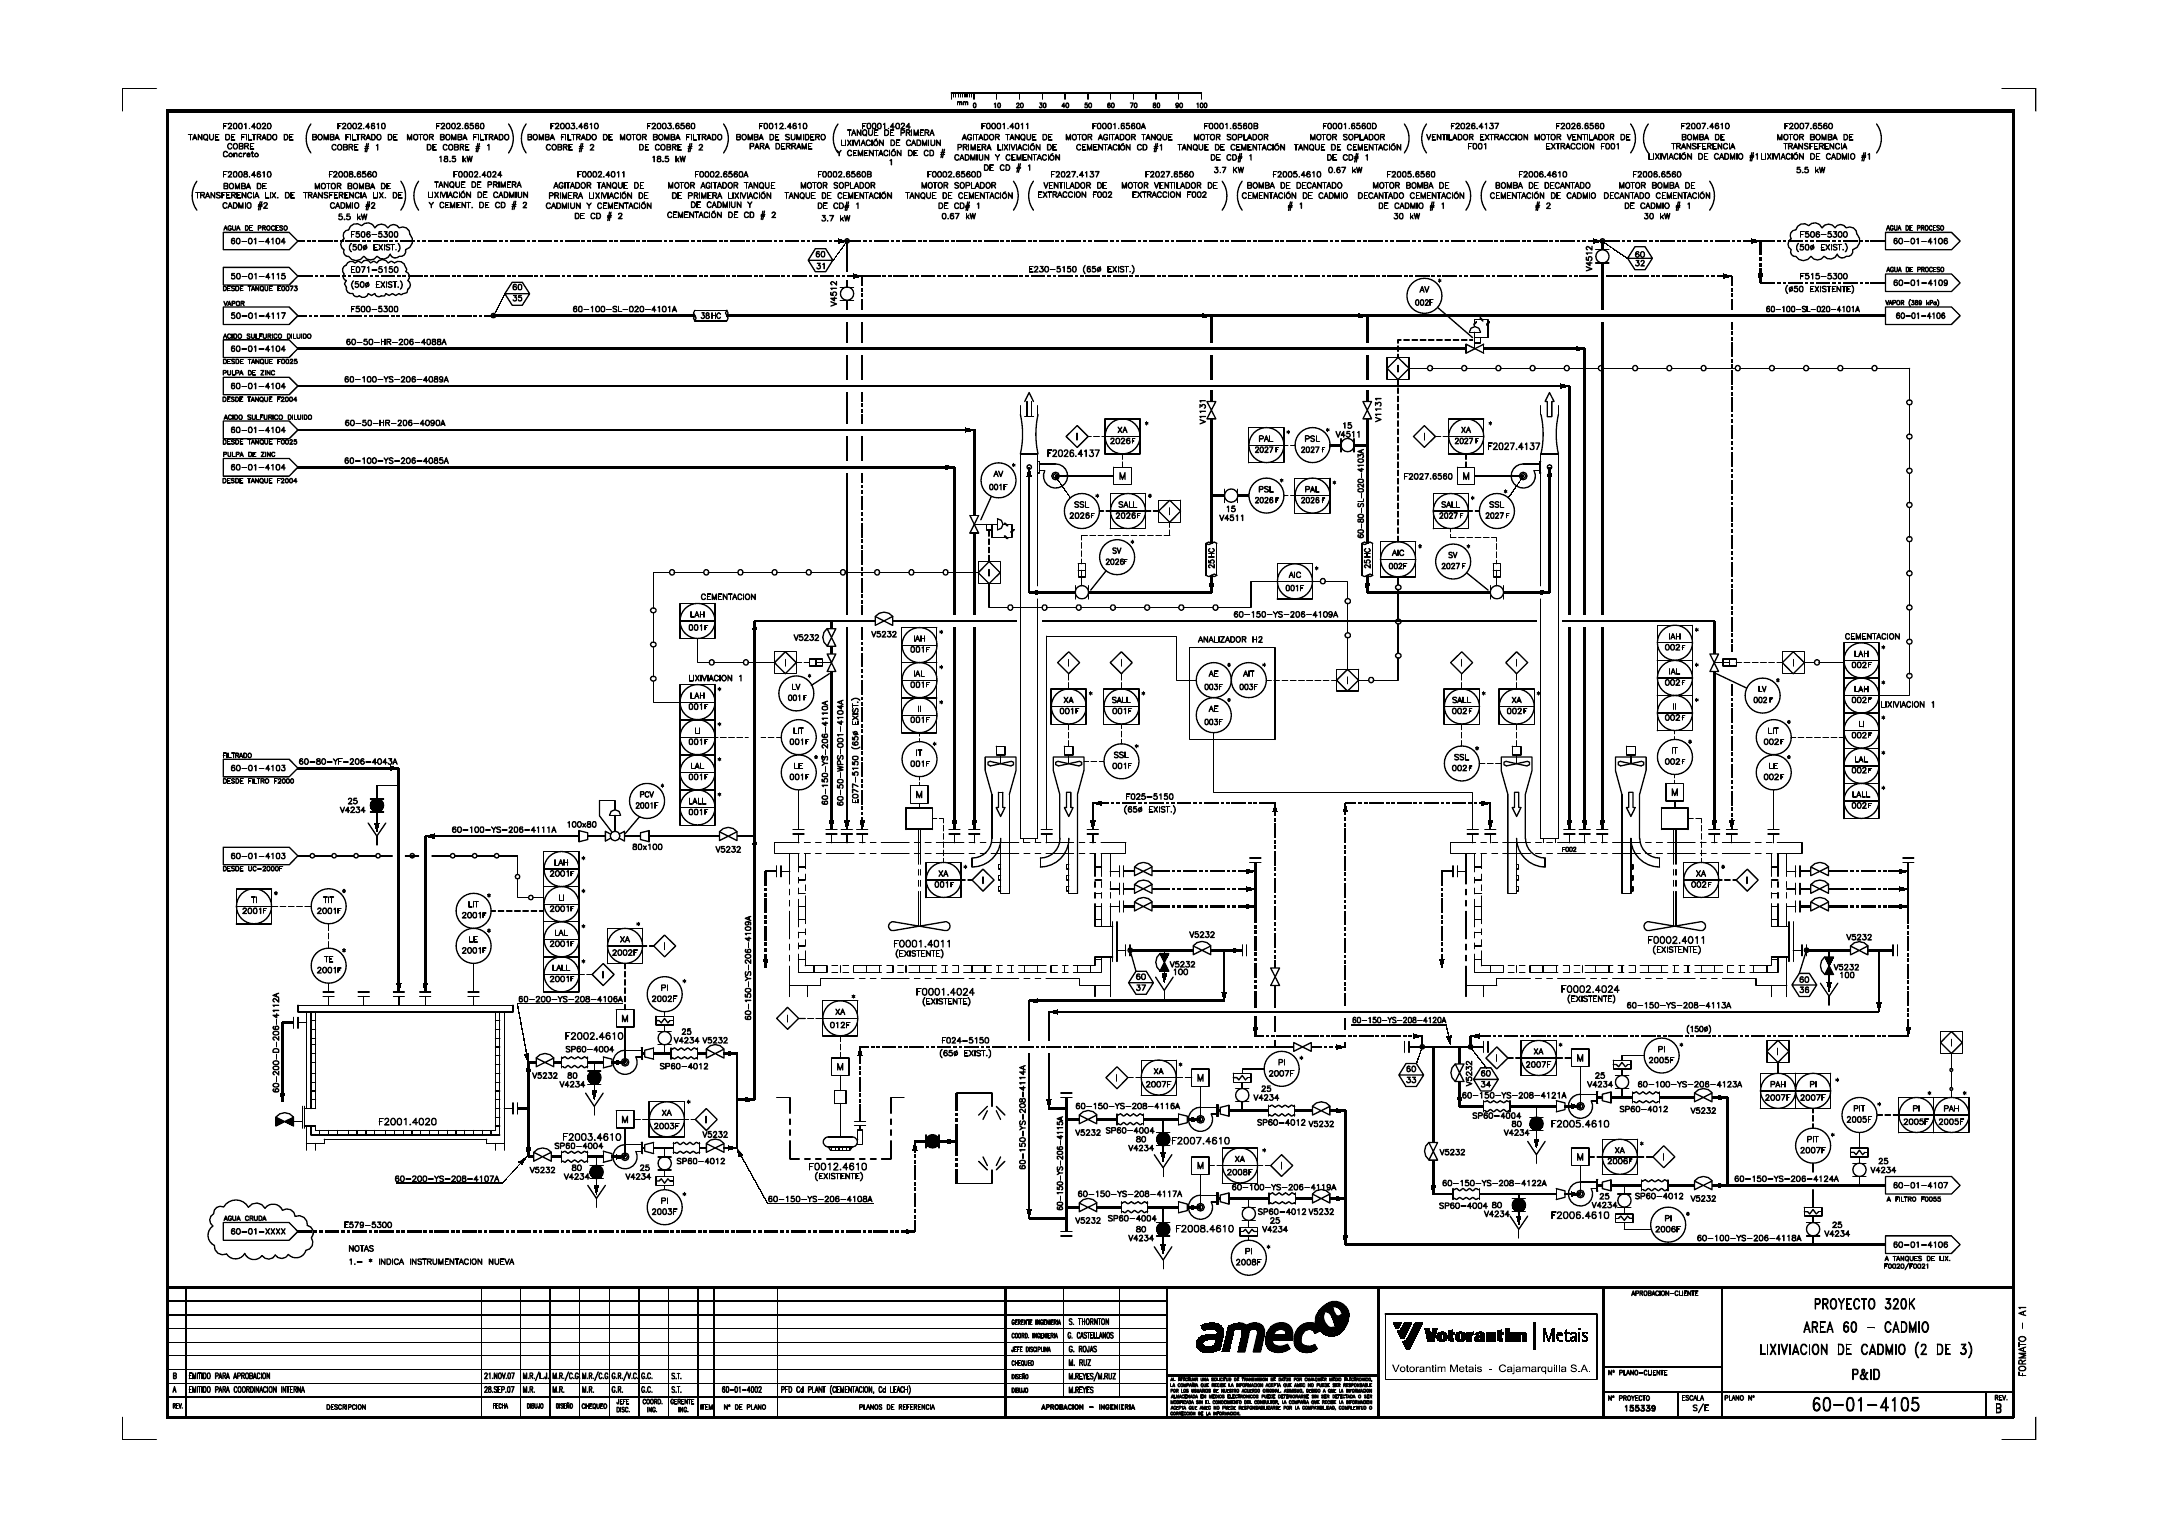 mm 0 10 20 30 40 50 60 70 80 90 100
F2001.4020
TANQUE DE FILTRADO DE
COBRE
Concreto
F2002.4610
BOMBA FILTRADO DE
COBRE # 1
F2002.6560
MOTOR BOMBA FILTRADO
DE COBRE # 1
18.5 kW
F2003.4610
BOMBA FILTRADO DE
COBRE # 2
F2003.6560
MOTOR BOMBA FILTRADO
DE COBRE # 2
18.5 kW
F0012.4610
BOMBA DE SUMIDERO
PARA DERRAME
F0001.4024
TANQUE DE PRIMERA
LIXIVIACIÓN DE CADMIUN
Y CEMENTACIÓN DE CD #
1
F0001.4011
AGITADOR TANQUE DE
PRIMERA LIXIVIACIÓN DE
CADMIUN Y CEMENTACIÓN
DE CD # 1
F0001.6560A
MOTOR AGITADOR TANQUE
CEMENTACIÓN CD #1
F0001.6560B
MOTOR SOPLADOR
TANQUE DE CEMENTACIÓN
DE CD# 1
3.7 kW
F0001.6560D
MOTOR SOPLADOR
TANQUE DE CEMENTACIÓN
DE CD# 1
0.67 kW
F2026.4137
VENTILADOR EXTRACCION
F001
F2026.6560
MOTOR VENTILADOR DE
EXTRACCION F001
F2007.4610
BOMBA DE
TRANSFERENCIA
LIXIVIACIÓN DE CADMIO #1
F2007.6560
MOTOR BOMBA DE
TRANSFERENCIA
LIXIVIACIÓN DE CADMIO #1
5.5 kW
F2008.4610
BOMBA DE
TRANSFERENCIA LIX. DE
CADMIO #2
F2008.6560
MOTOR BOMBA DE
TRANSFERENCIA LIX. DE
CADMIO #2
5.5 kW
F0002.4024
TANQUE DE PRIMERA
LIXIVIACIÓN DE CADMIUN
Y CEMENT. DE CD # 2
F0002.4011
AGITADOR TANQUE DE
PRIMERA LIXIVIACIÓN DE
CADMIUN Y CEMENTACIÓN
DE CD # 2
F0002.6560A
MOTOR AGITADOR TANQUE
DE PRIMERA LIXIVIACIÓN
DE CADMIUN Y
CEMENTACIÓN DE CD # 2
F0002.6560B
MOTOR SOPLADOR
TANQUE DE CEMENTACIÓN
DE CD# 1
3.7 kW
F0002.6560D
MOTOR SOPLADOR
TANQUE DE CEMENTACIÓN
DE CD# 1
0.67 kW
F2027.4137
VENTILADOR DE
EXTRACCION F002
F2027.6560
MOTOR VENTILADOR DE
EXTRACCION F002
F2005.4610
BOMBA DE DECANTADO
CEMENTACIÓN DE CADMIO
# 1
F2005.6560
MOTOR BOMBA DE
DECANTADO CEMENTACIÓN
DE CADMIO # 1
30 kW
F2006.4610
BOMBA DE DECANTADO
CEMENTACIÓN DE CADMIO
# 2
F2006.6560
MOTOR BOMBA DE
DECANTADO CEMENTACIÓN
DE CADMIO # 1
30 kW
AGUA DE PROCESO
60-01-4104
F506-5300
(50ø EXIST.)
60
31
V4512
60
32
V4512
F506-5300
(50ø EXIST.)
AGUA DE PROCESO
60-01-4106
50-01-4115
DESDE TANQUE E0073
E071-5150
(50ø EXIST.)
E230-5150 (65ø EXIST.)
F515-5300
(ø50 EXISTENTE)
AGUA DE PROCESO
60-01-4109
VAPOR
50-01-4117
F500-5300
60
35
60-100-SL-020-4101A
38HC
AV
002F
60-100-SL-020-4101A
VAPOR (389 kPa)
60-01-4106
ACIDO SULFURICO DILUIDO
60-01-4104
DESDE TANQUE F0025
60-50-HR-206-4088A
PULPA DE ZINC
60-01-4104
DESDE TANQUE F2004
60-100-YS-206-4089A
ACIDO SULFURICO DILUIDO
60-01-4104
DESDE TANQUE F0025
60-50-HR-206-4090A
PULPA DE ZINC
60-01-4104
DESDE TANQUE F2004
60-100-YS-206-4085A
AV
001F
F2026.4137
XA
2026F
I
M
SSL
2026F
SALL
2026F
I
SV
2026F
V1131
V1131
PAL
2027F
PSL
2027F
15
V4511
PSL
2026F
PAL
2026F
15
V4511
60-80-SL-020-4103A
25HC
25HC
AIC
001F
AIC
002F
I
XA
2027F
F2027.4137
F2027.6560
M
SALL
2027F
SSL
2027F
SV
2027F
60-150-YS-206-4109A
CEMENTACION
LAH
001F
LIXIVIACION 1
LAH
001F
LI
001F
LAL
001F
LALL
001F
V5232
V5232
LV
001F
LIT
001F
LE
001F
60-150-YS-206-4110A
60-50-WPS-001-4104A
E077-5150 (65ø EXIST.)
IAH
001F
IAL
001F
II
001F
IT
001F
M
XA
001F
SALL
001F
SSL
001F
ANALIZADOR H2
AE
003F
AIT
003F
AE
003F
I
SALL
002F
XA
002F
SSL
002F
IAH
002F
IAL
002F
II
002F
IT
002F
M
LV
002F
LIT
002F
LE
002F
CEMENTACION
LAH
002F
LAH
002F
LIXIVIACION 1
LI
002F
LAL
002F
LALL
002F
FILTRADO
60-01-4103
DESDE FILTRO F2000
60-80-YF-206-4043A
25
V4234
60-100-YS-206-4111A
100x80
PCV
2001F
80x100
V5232
60-01-4103
DESDE UC-2000F
TI
2001F
TIT
2001F
TE
2001F
LIT
2001F
LE
2001F
LAH
2001F
LI
2001F
LAL
2001F
LALL
2001F
I
XA
2002F
I
F025-5150
(65ø EXIST.)
XA
001F
I
F0001.4011
(EXISTENTE)
F0001.4024
(EXISTENTE)
V5232
V5232
100
60
37
F002
XA
002F
I
F0002.4011
(EXISTENTE)
F0002.4024
(EXISTENTE)
V5232
V5232
100
60
36
60-150-YS-206-4109A
60-200-D-206-4112A
F2001.4020
60-200-YS-208-4106A
PI
2002F
M
F2002.4610
SP60-4004
V5232
80
V4234
25
V4234
V5232
SP60-4012
M
XA
2003F
I
F2003.4610
SP60-4004
V5232
80
V4234
25
V4234
V5232
SP60-4012
PI
2003F
60-200-YS-208-4107A
60-150-YS-206-4108A
I
XA
012F
M
F0012.4610
(EXISTENTE)
F024-5150
(65ø EXIST.)
60-150-YS-208-4113A
60-150-YS-208-4120A
(150ø)
60-150-YS-208-4114A
60-150-YS-206-4115A
I
XA
2007F
M
PI
2007F
25
V4234
60-150-YS-208-4116A
V5232
SP60-4004
80
V4234
F2007.4610
SP60-4012
V5232
M
XA
2008F
I
60-150-YS-208-4117A
V5232
SP60-4004
80
V4234
F2008.4610
60-100-YS-206-4119A
SP60-4012
V5232
25
V4234
PI
2008F
60
33
60
34
V5232
V5232
I
XA
2007F
M
PI
2005F
25
V4234
60-150-YS-208-4121A
SP60-4004
80
V4234
F2005.4610
60-100-YS-206-4123A
SP60-4012
V5232
M
XA
2006F
I
60-150-YS-208-4122A
SP60-4004
80
V4234
F2006.4610
25
V4234
SP60-4012
V5232
PI
2006F
I
PAH
2007F
PI
2007F
PIT
2007F
I
PIT
2005F
PI
2005F
PAH
2005F
25
V4234
60-150-YS-206-4124A
60-01-4107
A FILTRO F0055
25
V4234
60-100-YS-206-4118A
60-01-4106
A TANQUES DE LIX.
F0020/F0021
AGUA CRUDA
60-01-XXXX
E579-5300
NOTAS
1.- * INDICA INSTRUMENTACION NUEVA
B EMITIDO PARA APROBACION 21.NOV.07 M.R./L.J. M.R./C.G M.R./C.G G.R./V.C G.C. S.T.
A EMITIDO PARA COORDINACION INTERNA 28.SEP.07 M.R. M.R. M.R. G.R. G.C. S.T. 60-01-4002 PFD Cd PLANT (CEMENTACION, Cd LEACH)
REV. DESCRIPCION FECHA DIBUJO DISEÑO CHEQUEO JEFE DISC. COORD. ING. GERENTE ING. ITEM Nº DE PLANO PLANOS DE REFERENCIA
GERENTE INGENIERIA S. THORNTON
COORD. INGENIERIA G. CASTELLANOS
JEFE DISCIPLINA G. ROJAS
CHEQUEO M. RUZ
DISEÑO M.REYES/M.RUZ
DIBUJO M.REYES
APROBACION - INGENIERIA
amec
Votorantim | Metais
Votorantim Metais - Cajamarquilla S.A.
APROBACION-CLIENTE
Nº PLANO-CLIENTE
Nº PROYECTO
155339
ESCALA
S/E
PROYECTO 320K
AREA 60 - CADMIO
LIXIVIACION DE CADMIO (2 DE 3)
P&ID
PLANO Nº
60-01-4105
REV.
B
FORMATO - A1